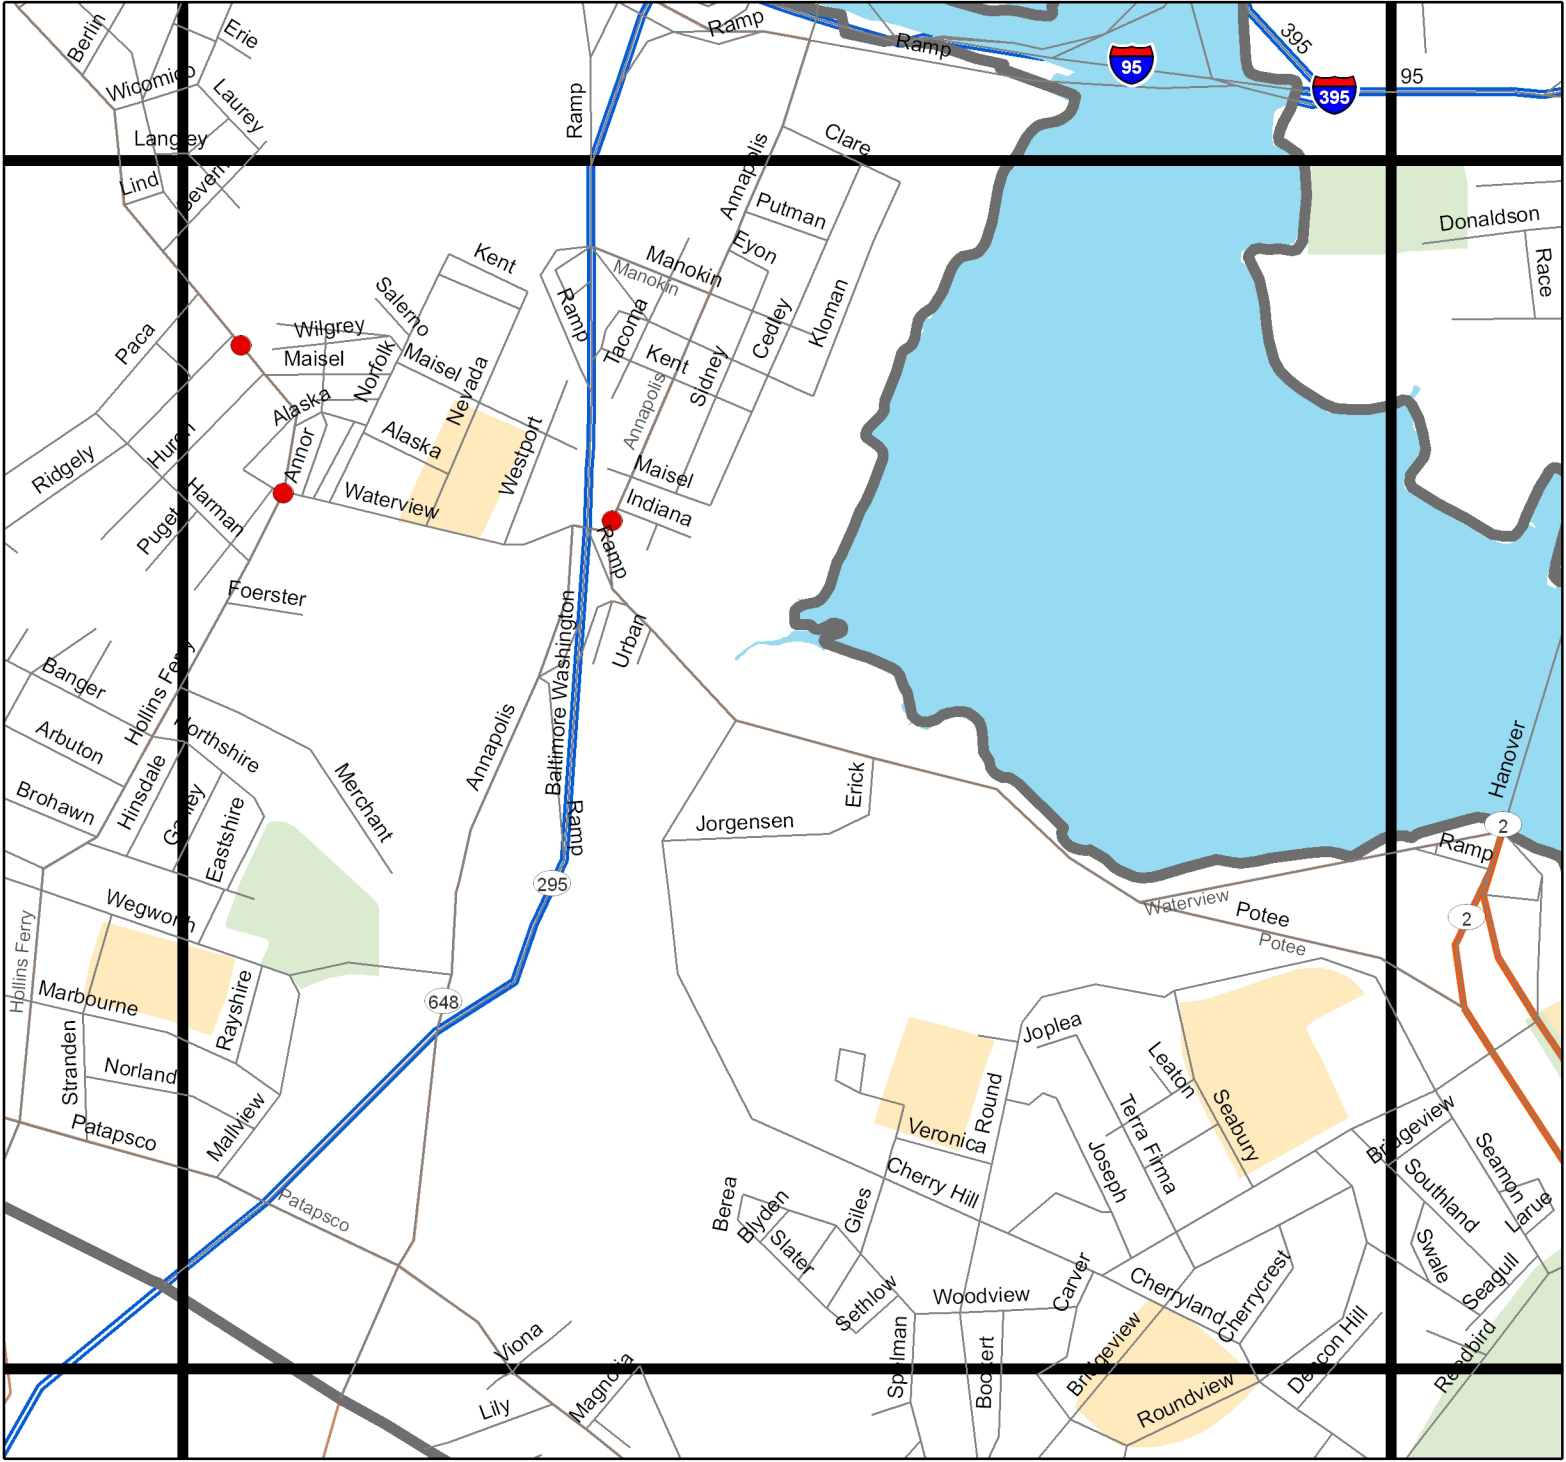 Berlin
Erie
Wicomico
Laurey
Langley
Lind
Severn
Ramp
Ramp
Ramp
395
95
395
95
Clare
Annapolis
Putman
Eyon
Donaldson
Race
Kent
Manokin
Manokin
Salerno
Ramp
Tacoma
Cedley
Kloman
Paca
Wilgrey
Maisel
Norfolk
Maisel
Nevada
Kent
Sidney
Annapolis
Alaska
Alaska
Annor
Westport
Huron
Ridgely
Harman
Puget
Waterview
Maisel
Indiana
Ramp
Foerster
Urban
Baltimore Washington
Banger
Hollins Ferry
Arbuton
Northshire
Annapolis
Brohawn
Hinsdale
Eastshire
Merchant
Ramp
Erick
Jorgensen
Hanover
2
Ramp
295
2
Wegworth
Hollins Ferry
Waterview
Potee
Potee
Marbourne
Rayshire
648
Stranden
Norland
Mallview
Patapsco
Patapsco
Joplea
Leaton
Round
Terra Firma
Seabury
Veronica
Joseph
Bridgeview
Seamon
Southland
Larue
Swale
Seagull
Cherry Hill
Berea
Blyden
Slater
Giles
Sethlow
Woodview
Carver
Cherryland
Cherrycrest
Spelman
Bookert
Bridgeview
Roundview
Deacon Hill
Reedbird
Viona
Lily
Magnolia